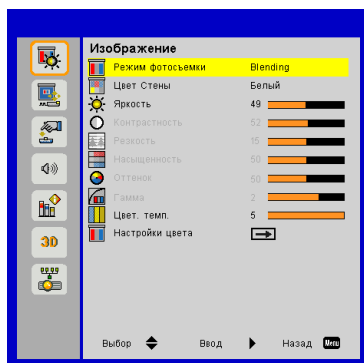 Изображение
Режим фотосъемки Blending
Цвет Стены Белый
Яркость 49
Контрастность 52
Резкость 15
Насыщенность 50
Оттенок 50
Гамма 2
Цвет. темп. 5
Настройки цвета
3D
Выбор Ввод Назад Menu